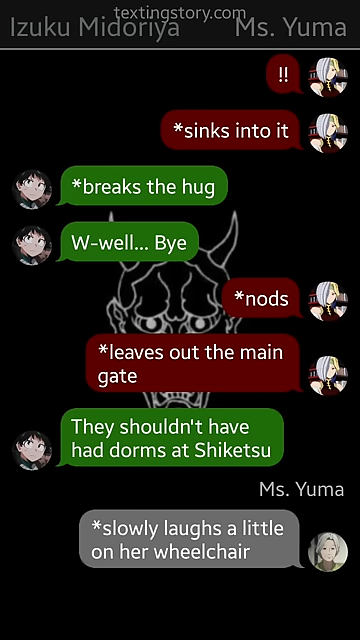 textingstory.com
Izuku Midoriya
Ms. Yuma
!!
*sinks into it
*breaks the hug
W-well... Bye
*nods
*leaves out the main
gate
They shouldn't have
had dorms at Shiketsu
Ms. Yuma
*slowly laughs a little
on her wheelchair